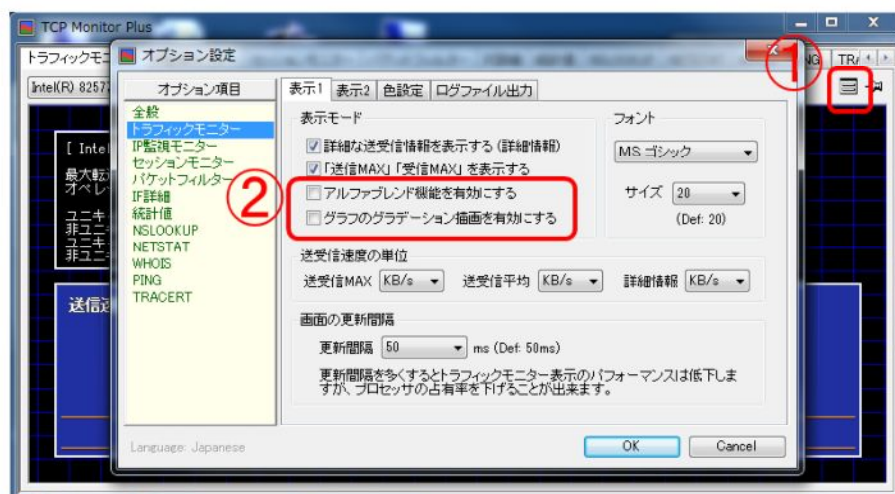 TCP Monitor Plus
オプション設定
①
NG TRA
Intel(R) 8257
オプション項目
表示1 表示2 色設定 ログファイル出力
全般
トラフィックモニター
IP監視モニター
セッションモニター
パケットフィルター
IF詳細
統計値
NSLOOKUP
NETSTAT
WHOIS
PING
TRACERT
[ Intel
最大転
オペレー
ユニキ
非ユニ
ユニキ
非ユニ
送信速
②
表示モード
詳細な送受信情報を表示する (詳細情報)
「送信MAX」「受信MAX」を表示する
アルファブレンド機能を有効にする
グラフのグラデーション描画を有効にする
フォント
MS ゴシック
サイズ 20
(Def: 20)
送受信速度の単位
送受信MAX KB/s 送受信平均 KB/s 詳細情報 KB/s
画面の更新間隔
更新間隔 50 ms (Def: 50ms)
更新間隔を多くするとトラフィックモニター表示のパフォーマンスは低下しま
すが、プロセッサの占有率を下げることが出来ます。
Language: Japanese
OK Cancel